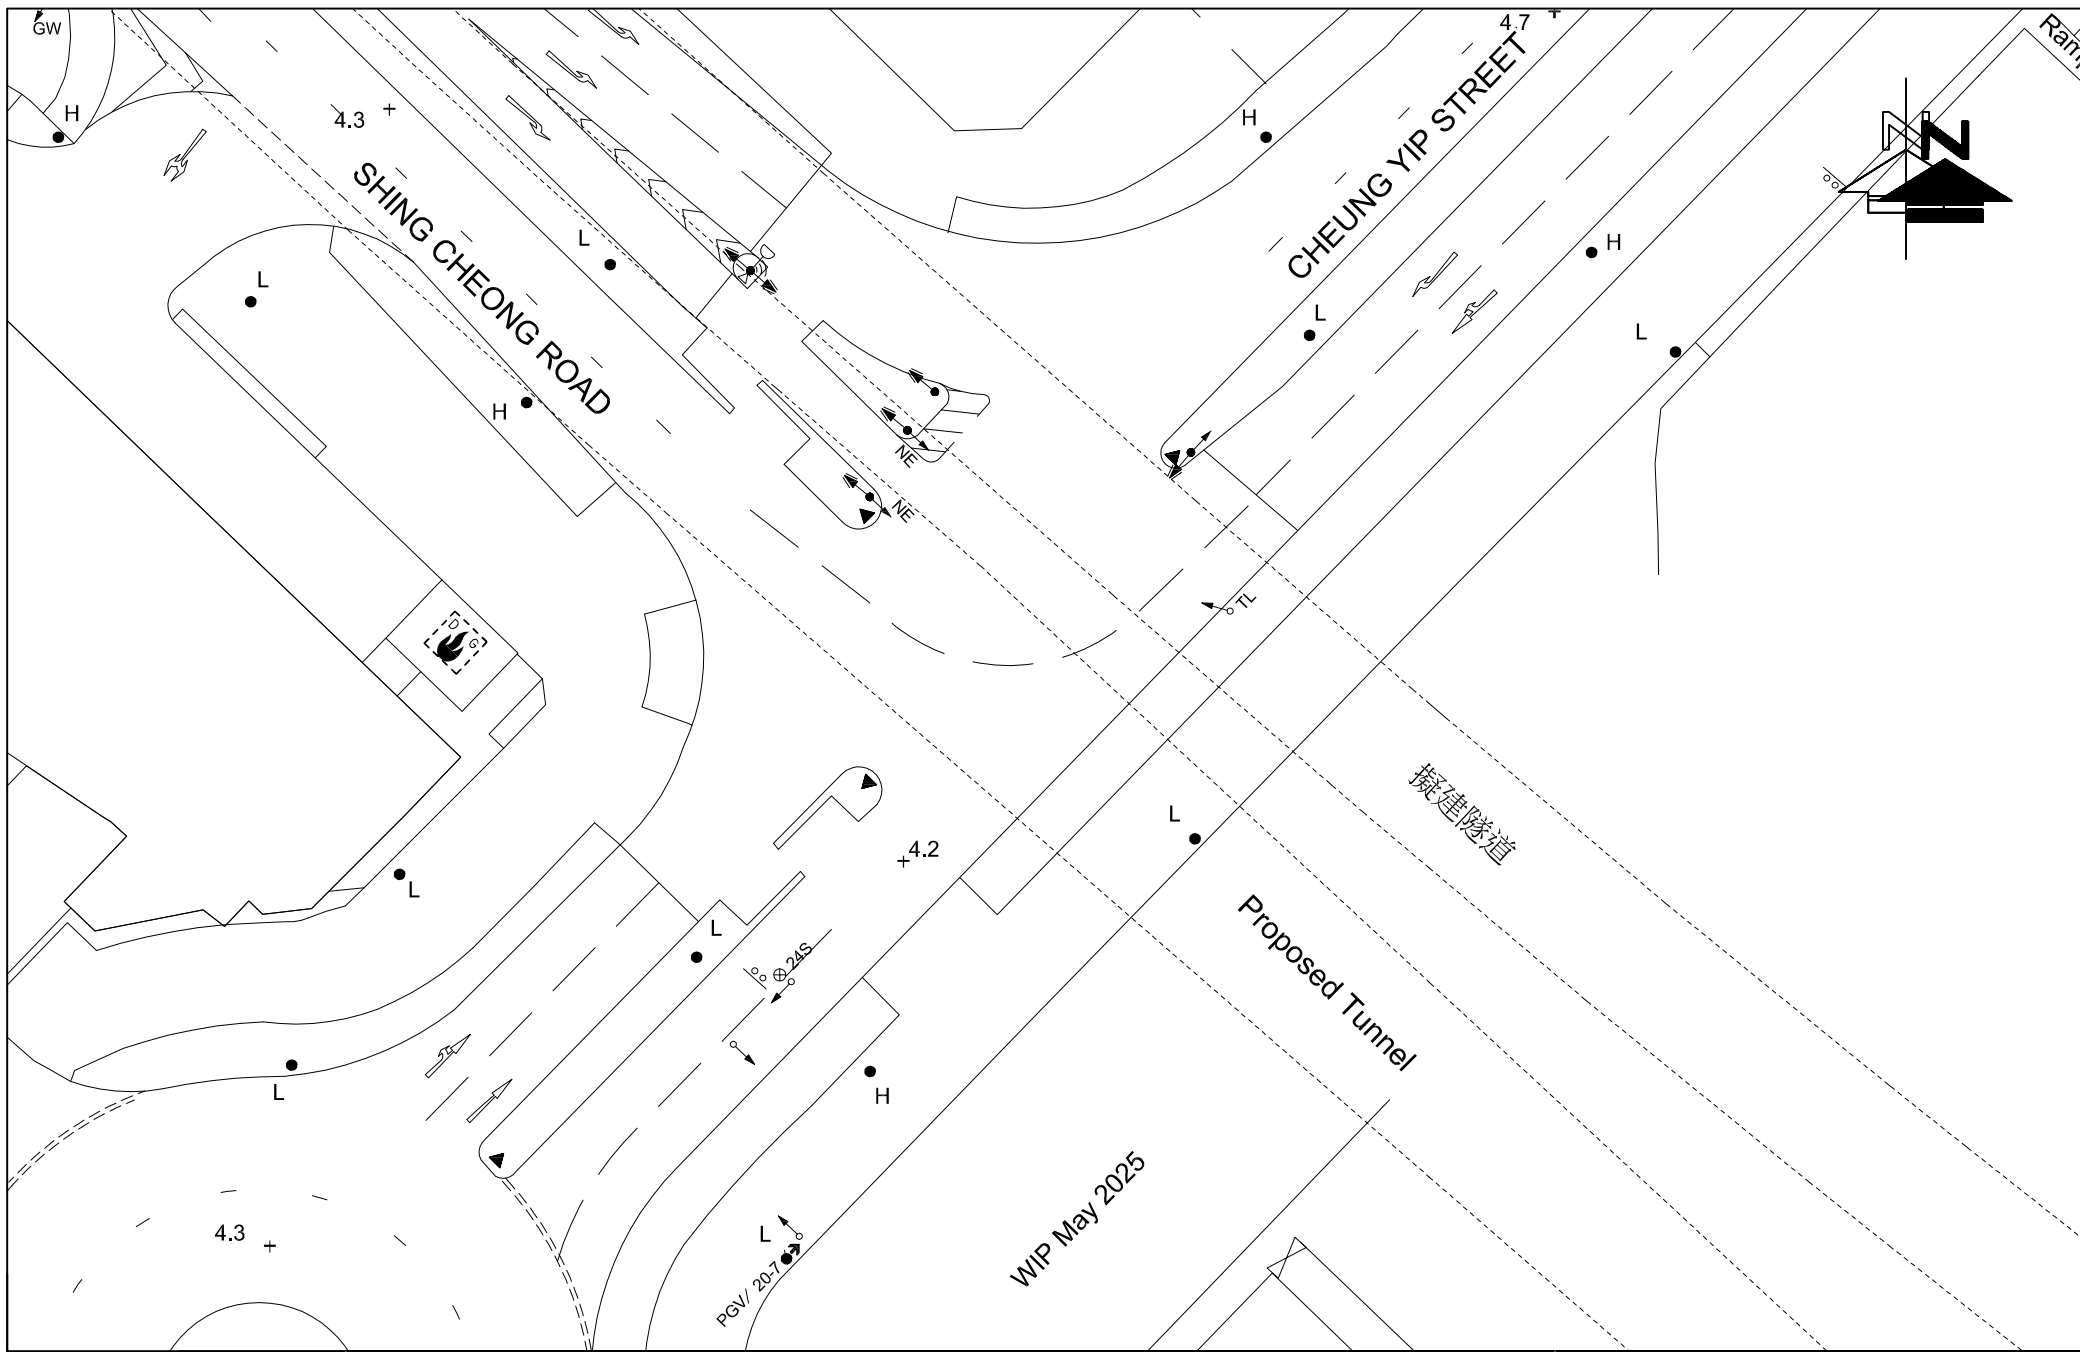 GW
4.7
Ram
H
4.3
H
N
N
CHEUNG YIP STREET
SHING CHEONG ROAD
L
H
L
L
L
H
NE
NE
TL
D
G
擬建隧道
L
4.2
L
L
24S
Proposed Tunnel
L
H
WIP May 2025
4.3
L
PGV/ 20-7